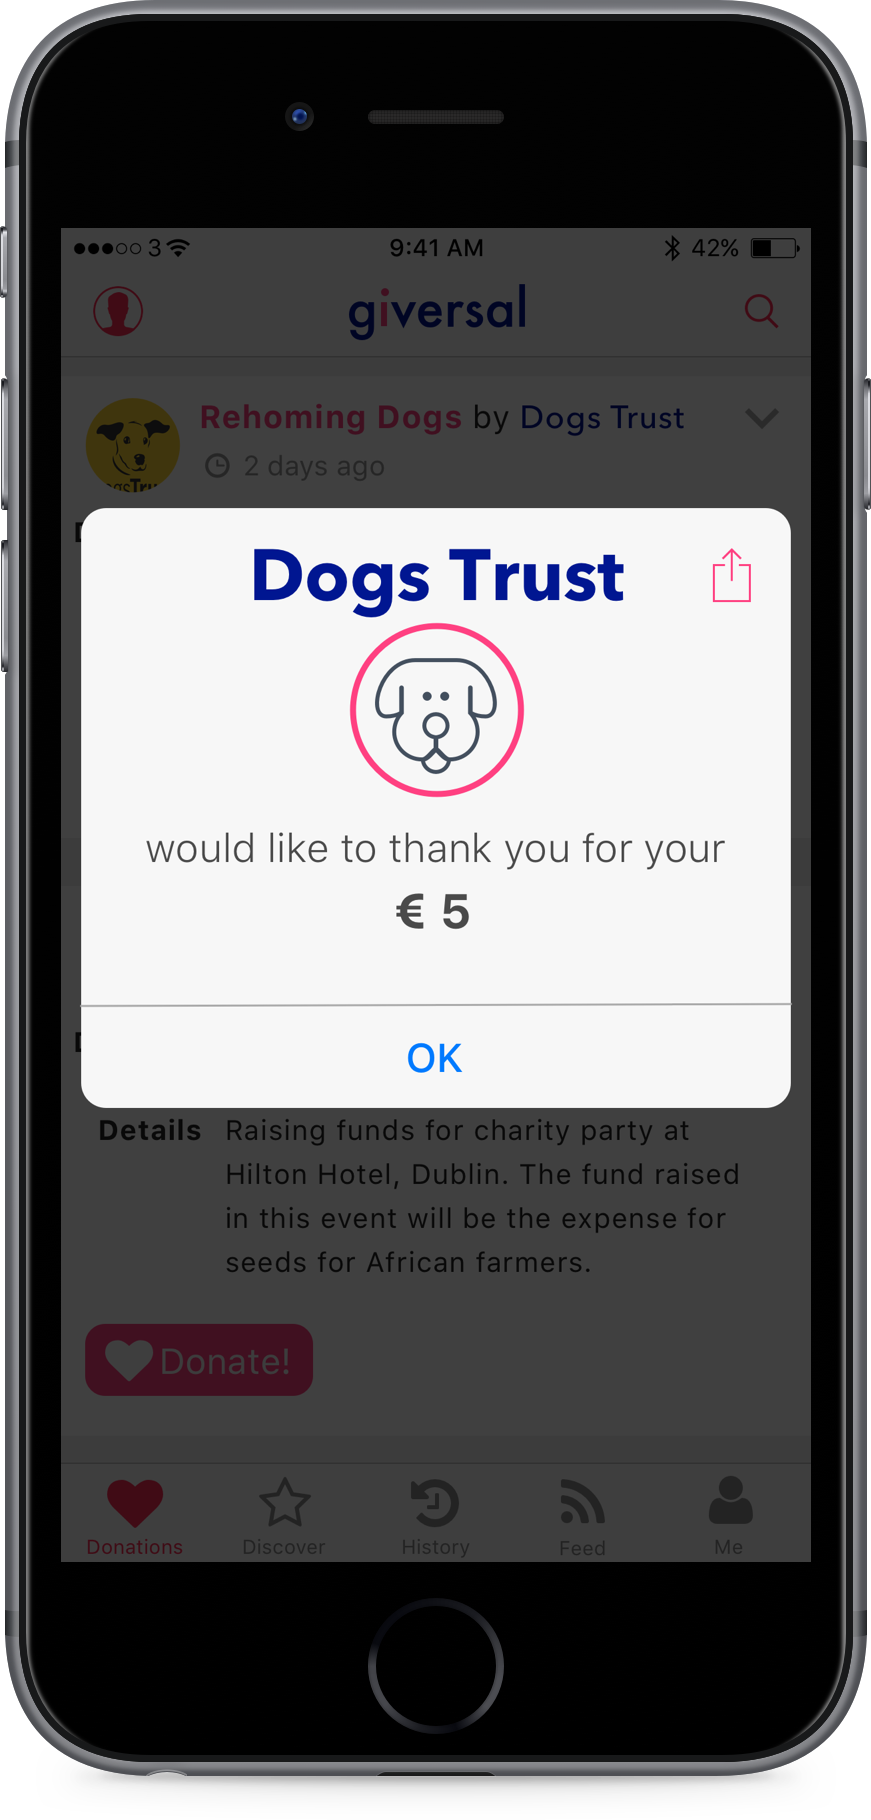 3
9:41 AM
42%
giversal
Rehoming Dogs by Dogs Trust
2 days ago
Dogs Trust
would like to thank you for your
€ 5
OK
Details Raising funds for charity party at
Hilton Hotel, Dublin. The fund raised
in this event will be the expense for
seeds for African farmers.
Donate!
Donations
Discover
History
Feed
Me